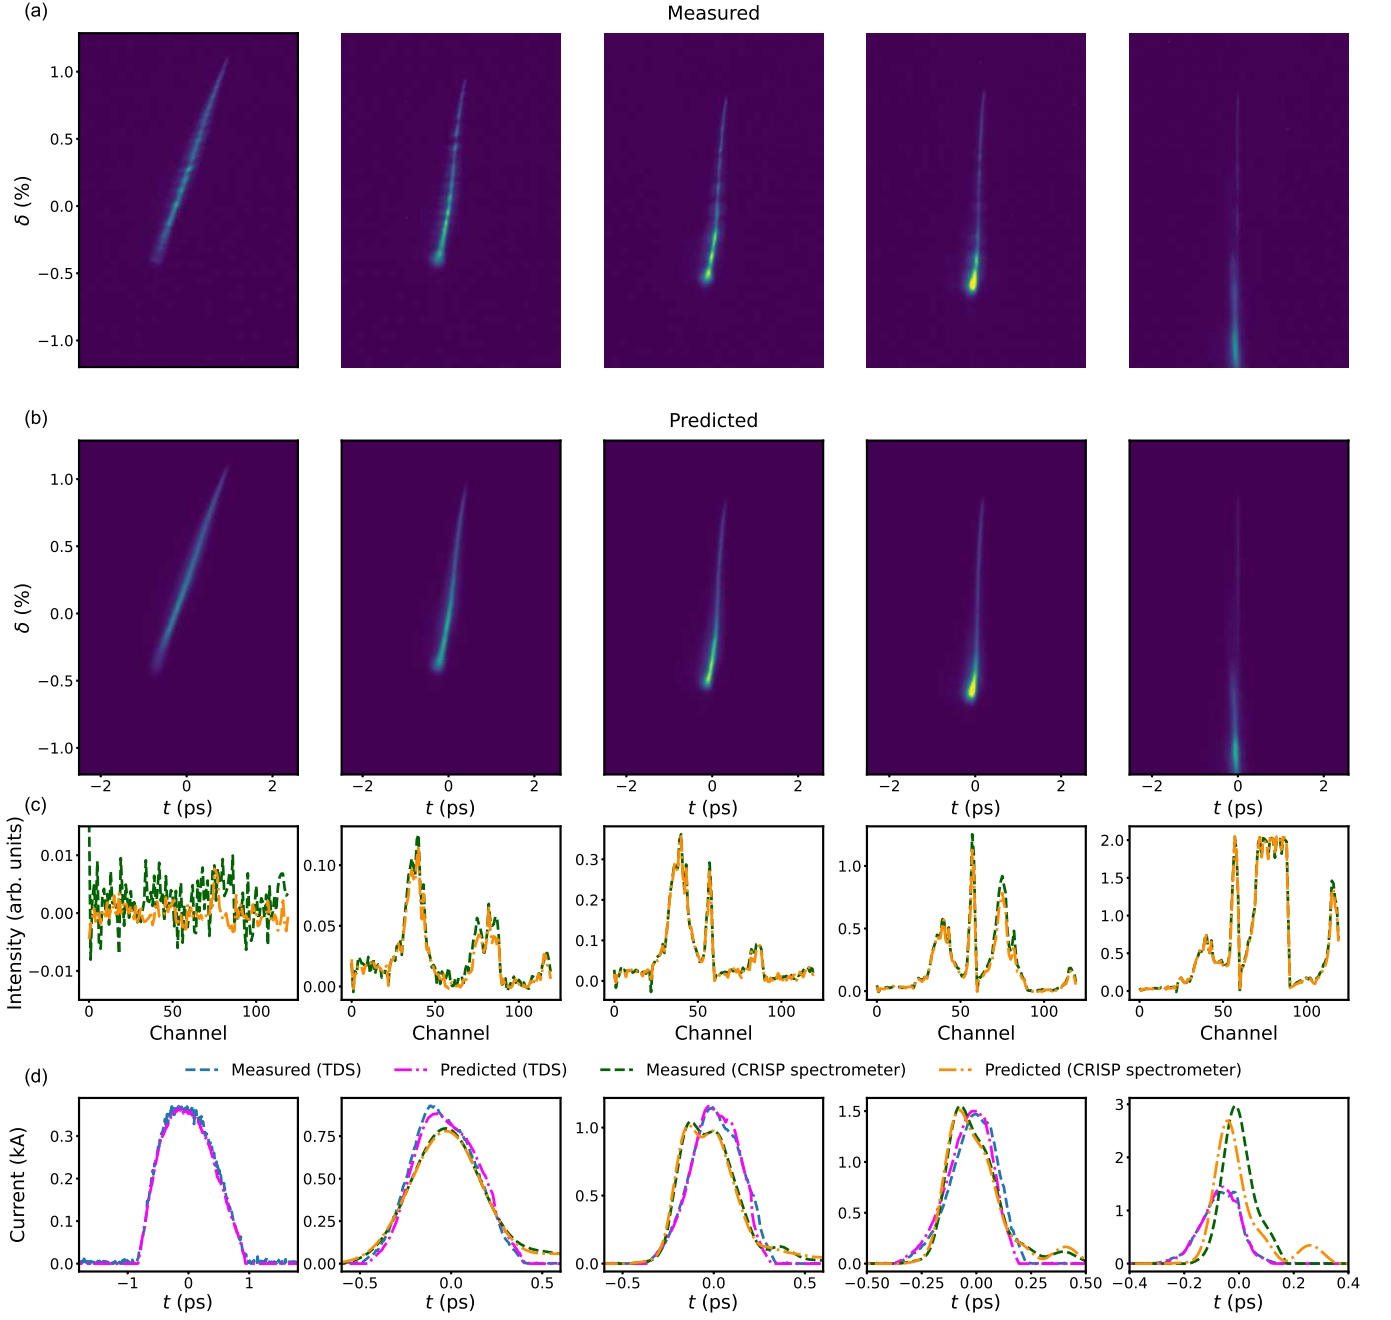 (a)
Measured
1.0
0.5
0.0
−0.5
−1.0
δ (%)
(b)
Predicted
1.0
0.5
0.0
−0.5
−1.0
δ (%)
−2 0 2 −2 0 2 −2 0 2 −2 0 2 −2 0 2
t (ps) t (ps) t (ps) t (ps) t (ps)
(c)
Intensity (arb. units)
0.01
0.00
−0.01
0.10
0.05
0.00
0.3
0.2
0.1
0.0
1.0
0.5
0.0
2.0
1.5
1.0
0.5
0.0
0 50 100 0 50 100 0 50 100 0 50 100 0 50 100
Channel Channel Channel Channel Channel
(d)
Measured (TDS) Predicted (TDS) Measured (CRISP spectrometer) Predicted (CRISP spectrometer)
Current (kA)
0.3
0.2
0.1
0.0
0.75
0.50
0.25
0.00
1.0
0.5
0.0
1.5
1.0
0.5
0.0
3
2
1
0
−1 0 1 −0.5 0.0 0.5 −0.5 0.0 0.5 −0.50 −0.25 0.00 0.25 0.50 −0.4 −0.2 0.0 0.2 0.4
t (ps) t (ps) t (ps) t (ps) t (ps)